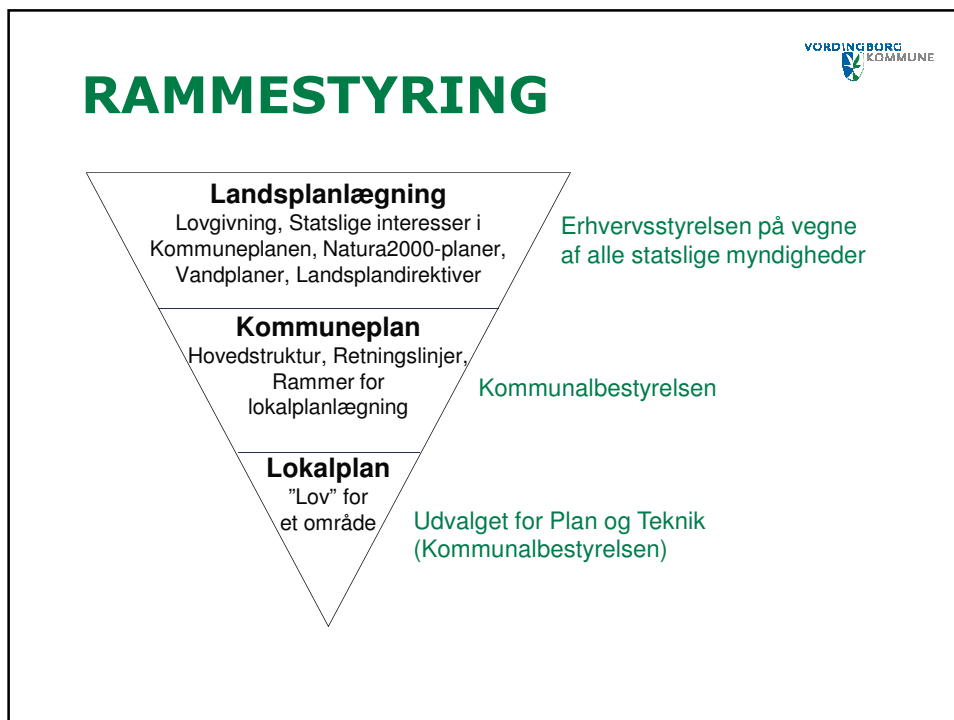 VORDINGBORG
KOMMUNE
RAMMESTYRING
Landsplanlægning
Lovgivning, Statslige interesser i
Kommuneplanen, Natura2000-planer,
Vandplaner, Landsplandirektiver
Erhvervsstyrelsen på vegne
af alle statslige myndigheder
Kommuneplan
Hovedstruktur, Retningslinjer,
Rammer for
lokalplanlægning
Kommunalbestyrelsen
Lokalplan
”Lov” for
et område
Udvalget for Plan og Teknik
(Kommunalbestyrelsen)